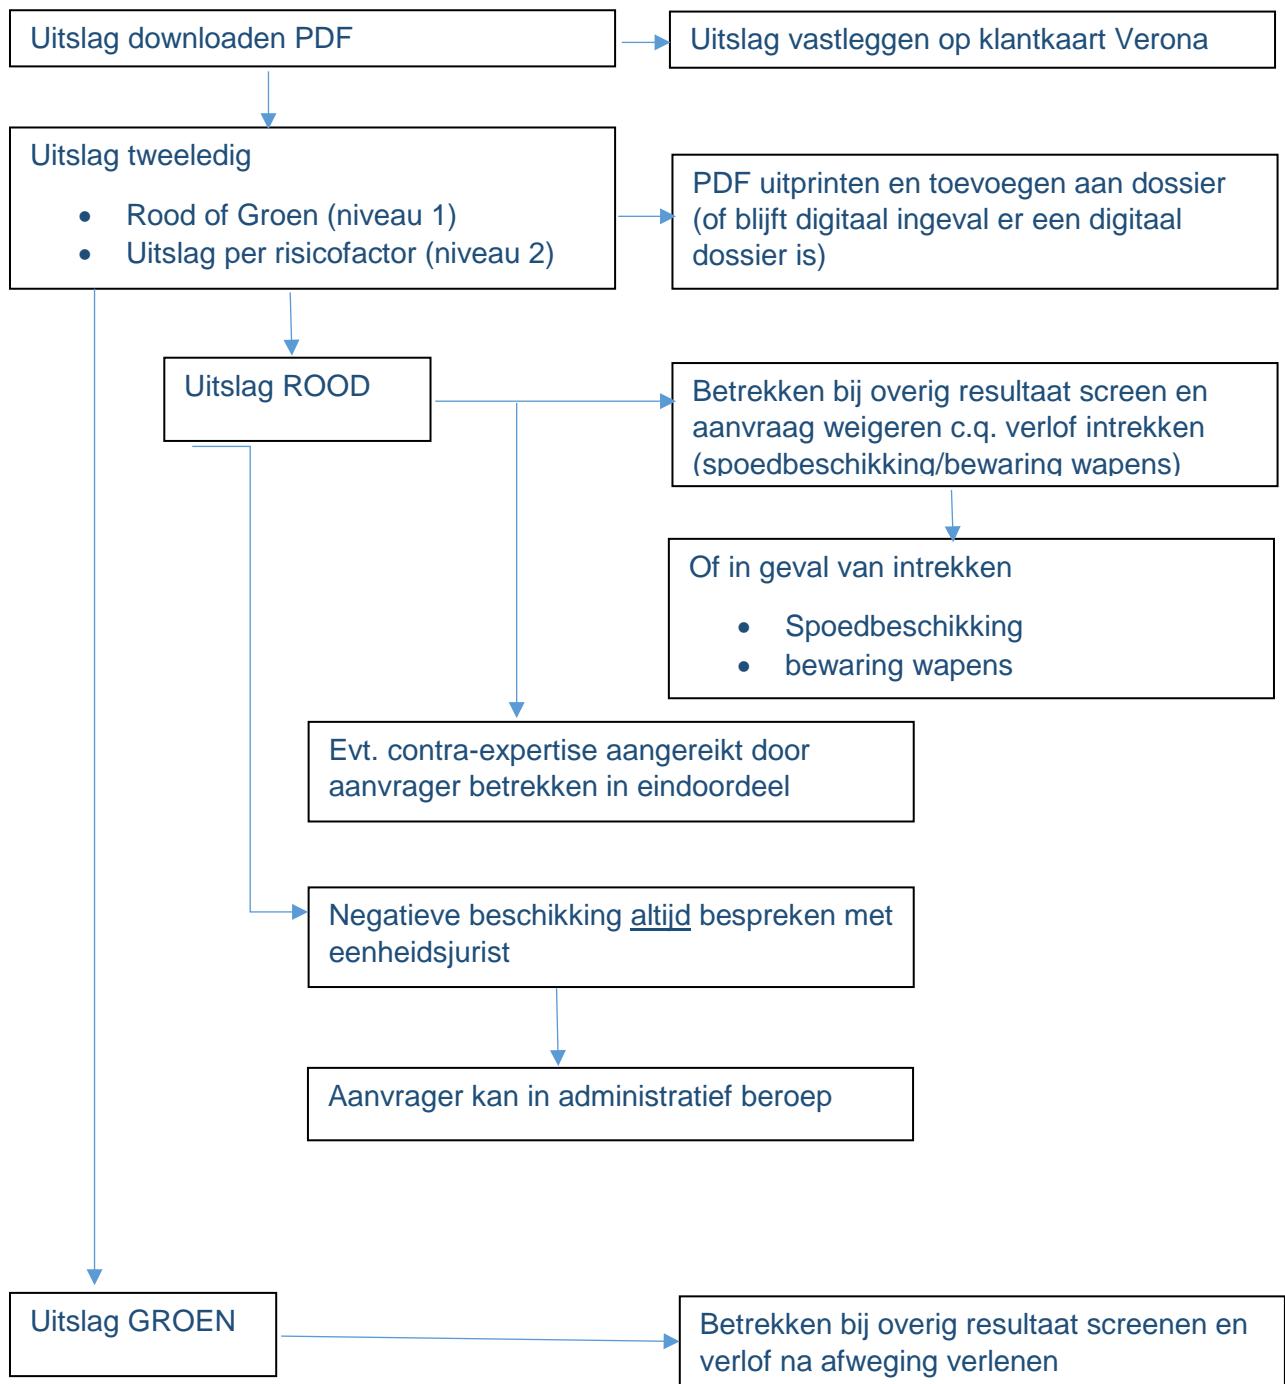 Uitslag downloaden PDF
Uitslag vastleggen op klantkaart Verona
Uitslag tweeledig
• Rood of Groen (niveau 1)
• Uitslag per risicofactor (niveau 2)
PDF uitprinten en toevoegen aan dossier
(of blijft digitaal ingeval er een digitaal
dossier is)
Uitslag ROOD
Betrekken bij overig resultaat screen en
aanvraag weigeren c.q. verlof intrekken
(spoedbeschikking/bewaring wapens)
Of in geval van intrekken
• Spoedbeschikking
• bewaring wapens
Evt. contra-expertise aangereikt door
aanvrager betrekken in eindoordeel
Negatieve beschikking altijd bespreken met
eenheidsjurist
Aanvrager kan in administratief beroep
Uitslag GROEN
Betrekken bij overig resultaat screenen en
verlof na afweging verlenen